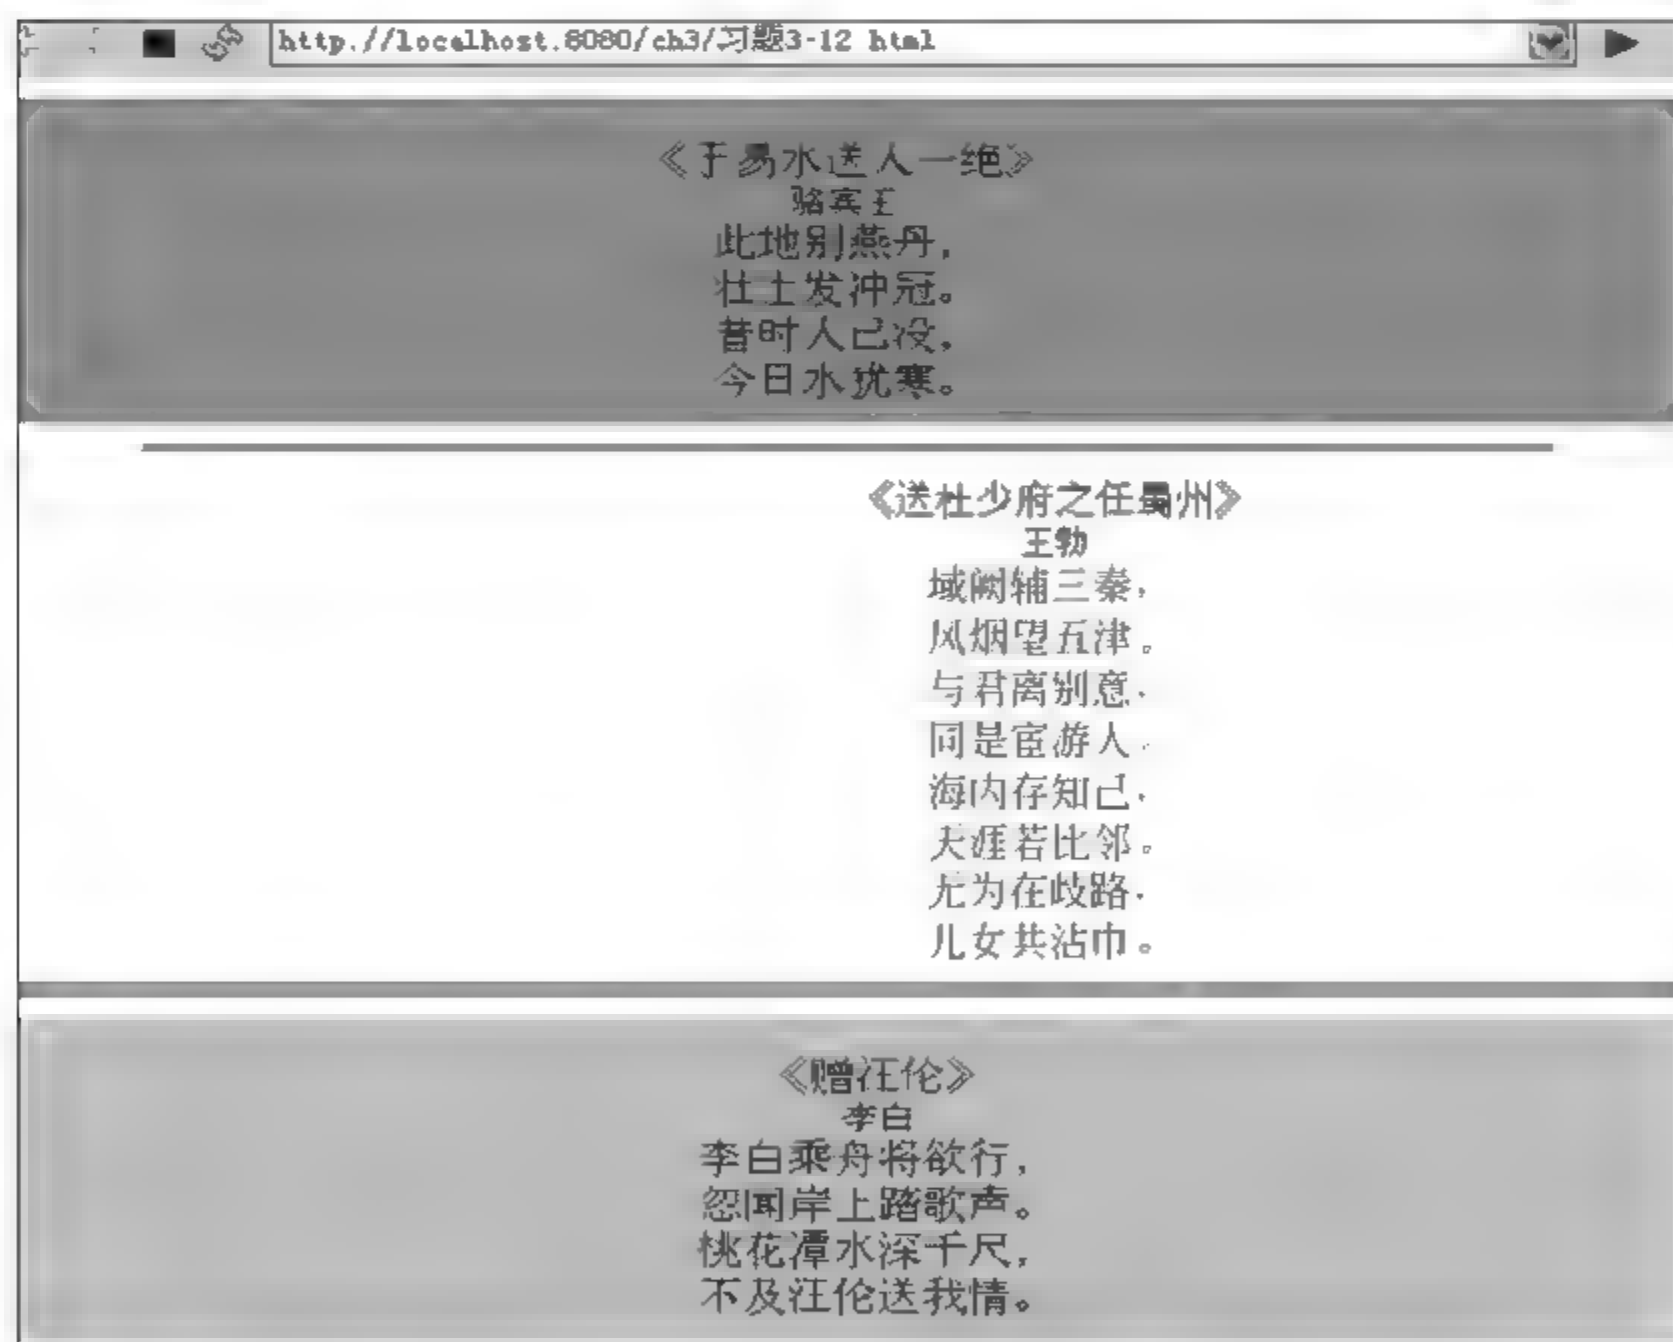 http://localhost:8080/ch3/习题3-12 html
《于易水送人一绝》
骆宾王
此地别燕丹,
壮士发冲冠。
昔时人已没,
今日水犹寒。
《送杜少府之任蜀州》
王勃
域阙辅三秦,
风烟望五津。
与君离别意,
同是宦游人,
海内存知己,
天涯若比邻。
无为在歧路,
儿女共沾巾。
《赠汪伦》
李白
李白乘舟将欲行,
忽闻岸上踏歌声。
桃花潭水深千尺,
不及汪伦送我情。